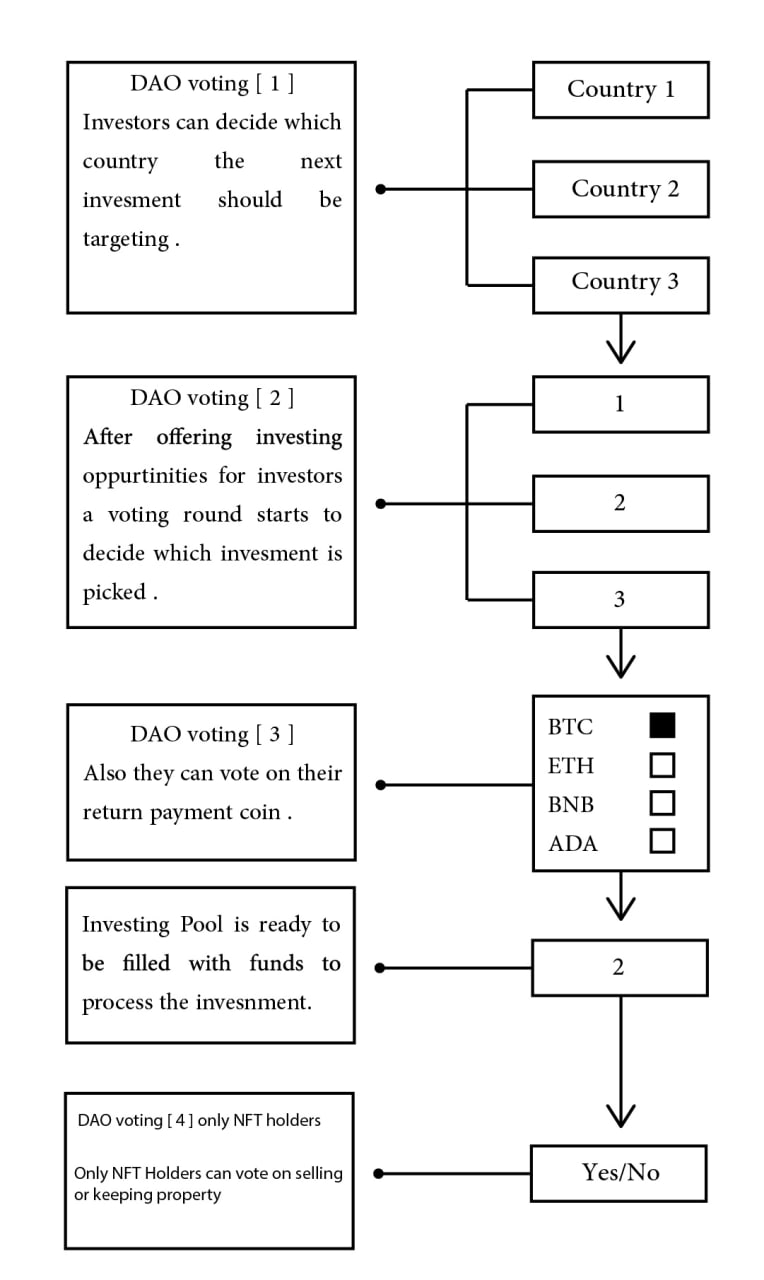 DAO voting [ 1 ]
Investors can decide which
country the next
invesment should be
targeting .
Country 1
Country 2
Country 3
DAO voting [ 2 ]
After offering investing
oppurtinities for investors
a voting round starts to
decide which invesment is
picked .
1
2
3
DAO voting [ 3 ]
Also they can vote on their
return payment coin .
BTC
ETH
BNB
ADA
Investing Pool is ready to
be filled with funds to
process the invesnment.
2
DAO voting [ 4 ] only NFT holders
Only NFT Holders can vote on selling
or keeping property
Yes/No